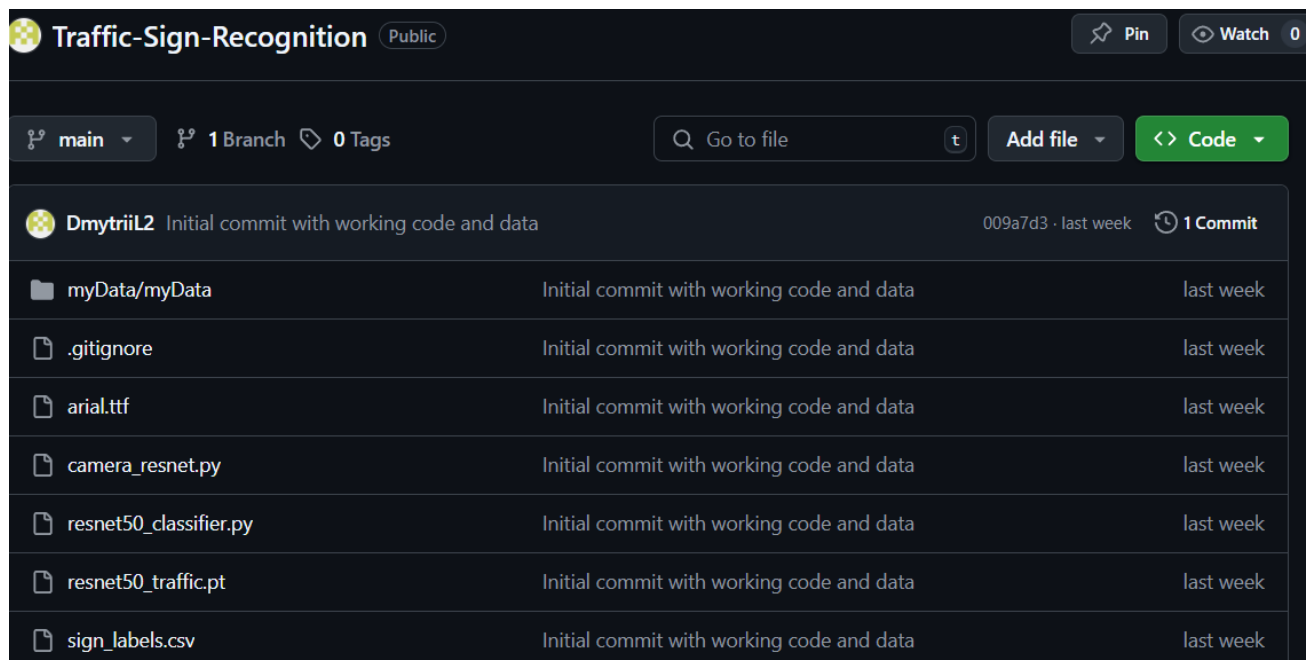 Traffic-Sign-Recognition Public Pin Watch 0
main 1 Branch 0 Tags Go to file t Add file Code
DmytriiL2 Initial commit with working code and data 009a7d3 · last week 1 Commit
myData/myData Initial commit with working code and data last week
.gitignore Initial commit with working code and data last week
arial.ttf Initial commit with working code and data last week
camera_resnet.py Initial commit with working code and data last week
resnet50_classifier.py Initial commit with working code and data last week
resnet50_traffic.pt Initial commit with working code and data last week
sign_labels.csv Initial commit with working code and data last week